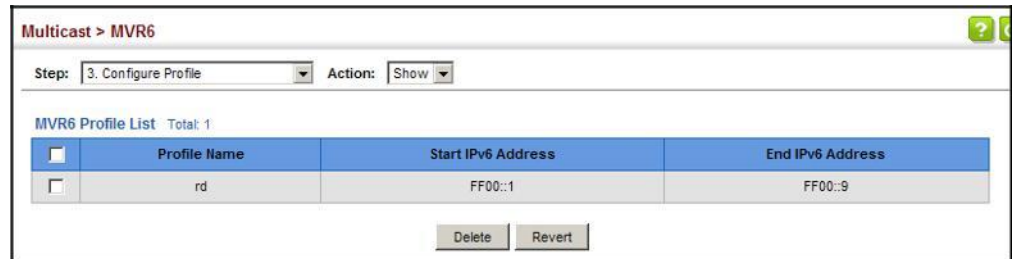 Multicast > MVR6
?
Step: 3. Configure Profile Action: Show
MVR6 Profile List Total: 1
Profile Name Start IPv6 Address End IPv6 Address
rd FF00::1 FF00::9
Delete Revert